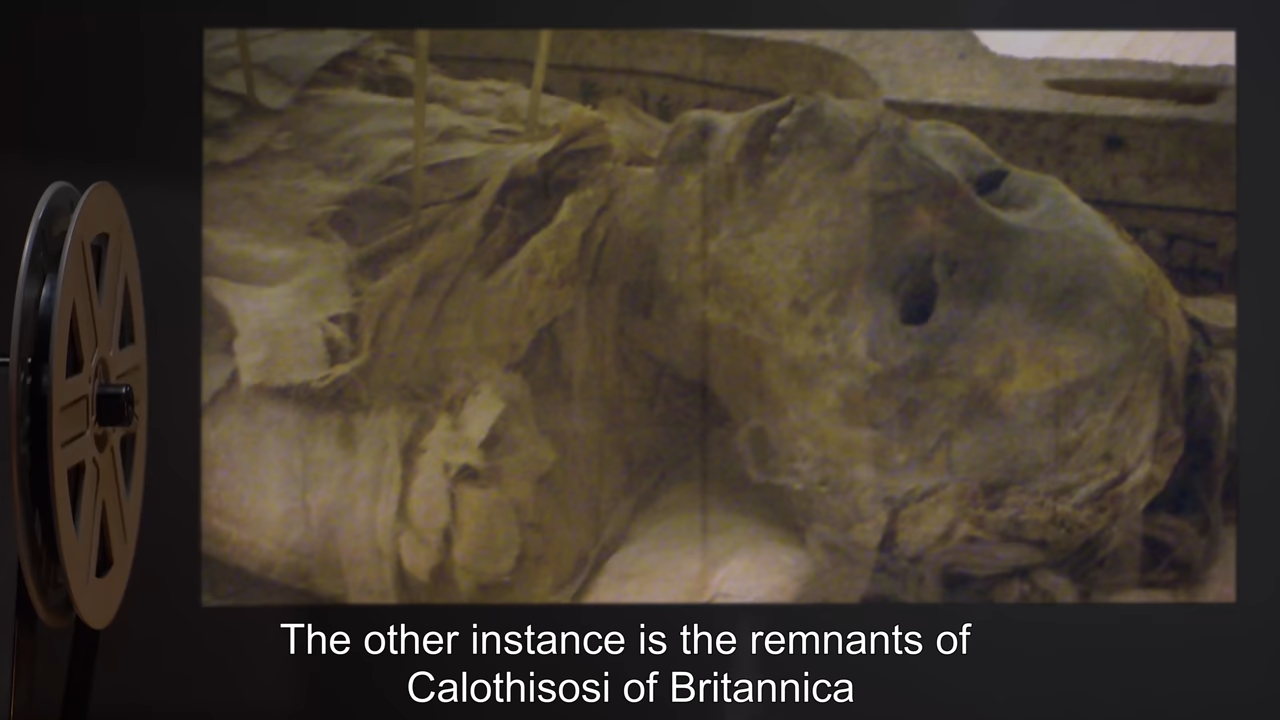 The other instance is the remnants of
Calothisosi of Britannica